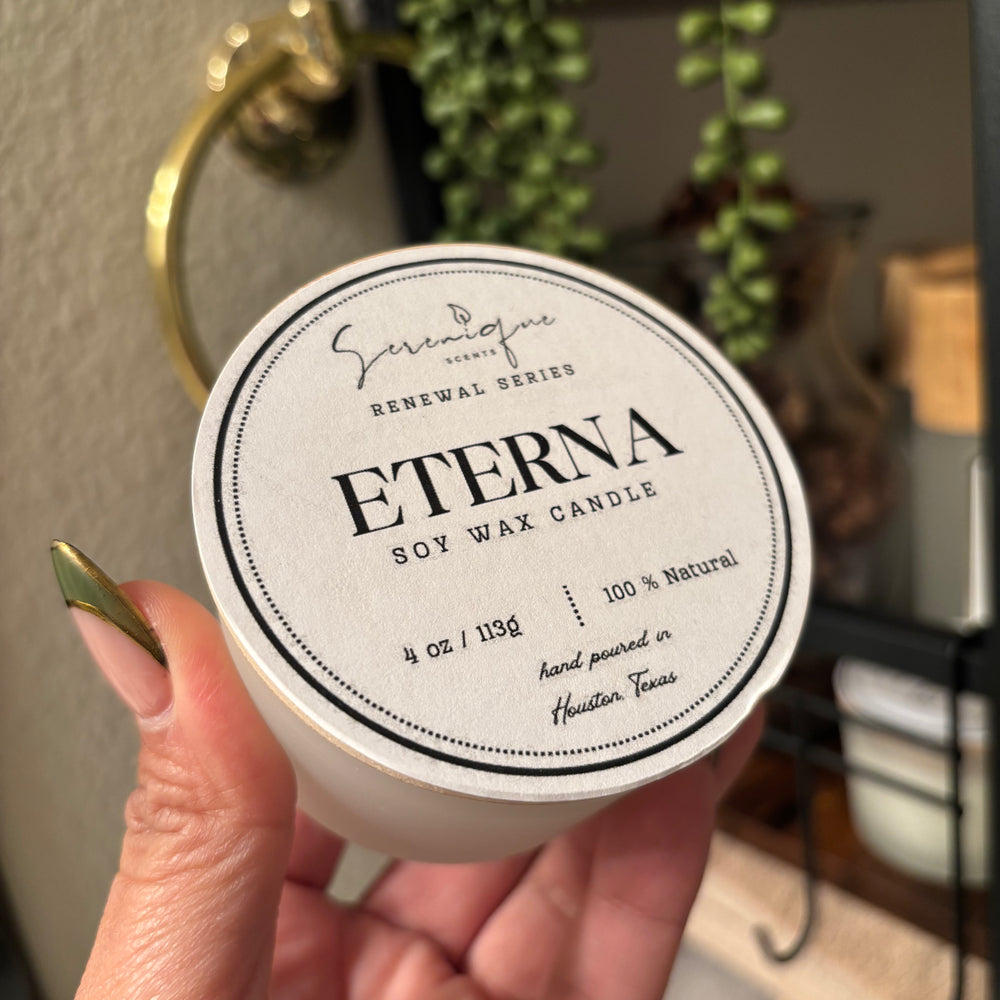 Serenique
SCENTS
RENEWAL SERIES
ETERNA
SOY WAX CANDLE
4 oz / 113g
100 % Natural
hand poured in
Houston, Texas